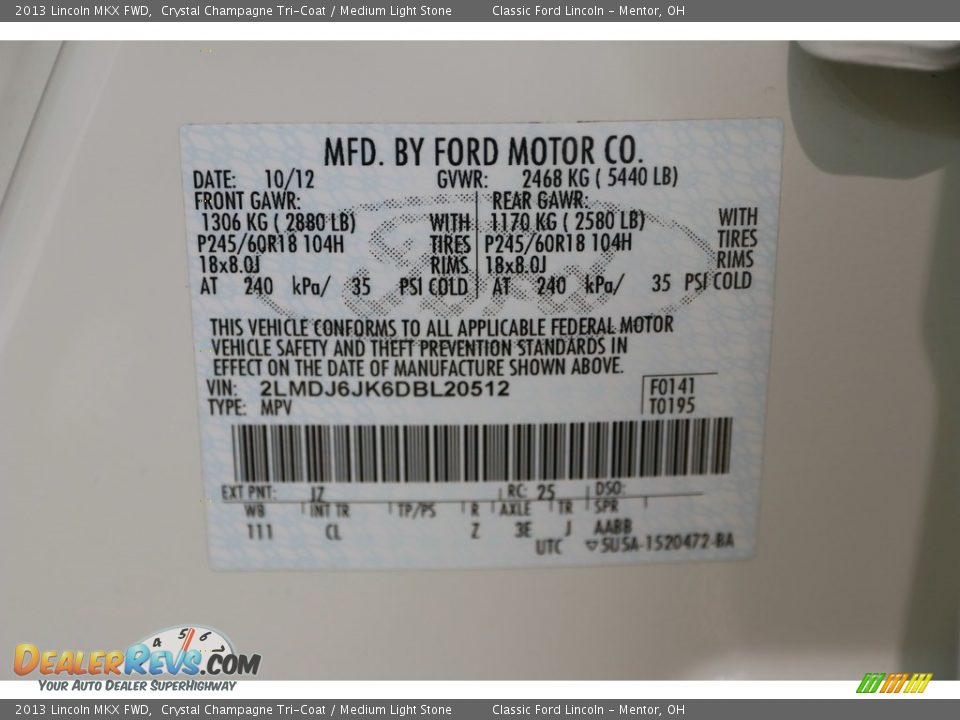 2013 Lincoln MKX FWD, Crystal Champagne Tri-Coat / Medium Light Stone Classic Ford Lincoln - Mentor, OH
MFD. BY FORD MOTOR CO.
DATE: 10/12 GVWR: 2468 KG ( 5440 LB)
FRONT GAWR: REAR GAWR:
1306 KG ( 2880 LB) WITH 1170 KG ( 2580 LB) WITH
P245/60R18 104H TIRES P245/60R18 104H TIRES
18x8.0J RIMS 18x8.0J RIMS
AT 240 kPa/ 35 PSI COLD AT 240 kPa/ 35 PSI COLD
THIS VEHICLE CONFORMS TO ALL APPLICABLE FEDERAL MOTOR
VEHICLE SAFETY AND THEFT PREVENTION STANDARDS IN
EFFECT ON THE DATE OF MANUFACTURE SHOWN ABOVE.
VIN: 2LMDJ6JK6DBL20512 F0141
TYPE: MPV T0195
EXT PNT: JZ RC: 25 DSO:
WB INT TR TP/PS R AXLE TR SPR
111 CL Z 3E J AABB
UTC 5USA-1520472-BA
4 5 6
DEALERREVS.COM
YOUR AUTO DEALER SUPERHIGHWAY
2013 Lincoln MKX FWD, Crystal Champagne Tri-Coat / Medium Light Stone Classic Ford Lincoln - Mentor, OH